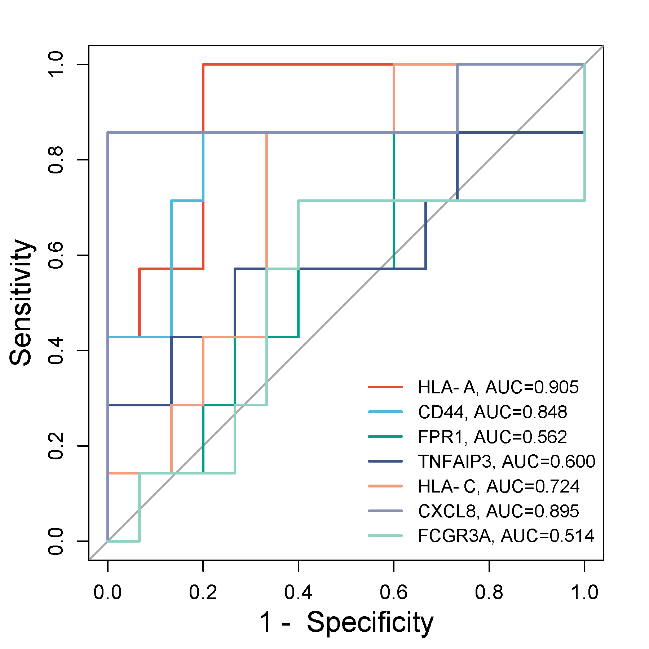 1.0
0.8
0.6
0.4
0.2
0.0
Sensitivity
HLA- A, AUC=0.905
CD44, AUC=0.848
FPR1, AUC=0.562
TNFAIP3, AUC=0.600
HLA- C, AUC=0.724
CXCL8, AUC=0.895
FCGR3A, AUC=0.514
0.0 0.2 0.4 0.6 0.8 1.0
1 - Specificity